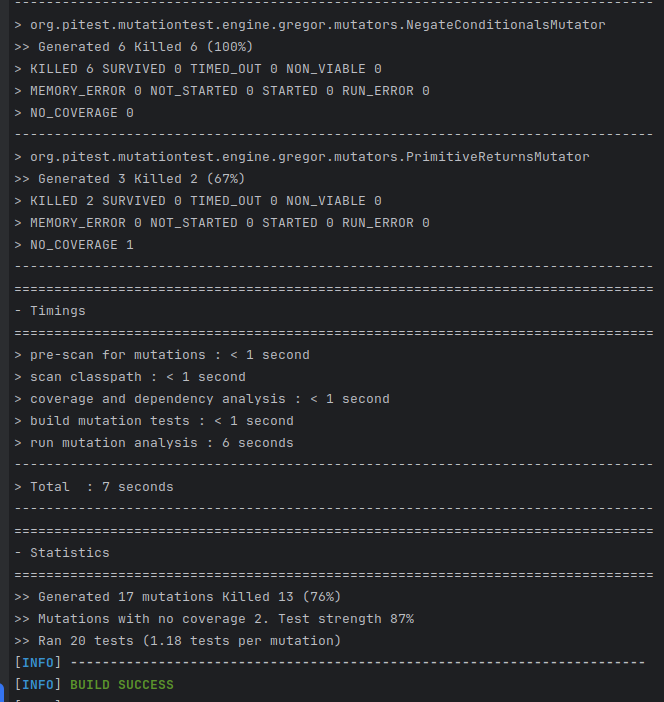 --------------------------------------------------------------------------------
> org.pitest.mutationtest.engine.gregor.mutators.NegateConditionalsMutator
>> Generated 6 Killed 6 (100%)
> KILLED 6 SURVIVED 0 TIMED_OUT 0 NON_VIABLE 0
> MEMORY_ERROR 0 NOT_STARTED 0 STARTED 0 RUN_ERROR 0
> NO_COVERAGE 0
--------------------------------------------------------------------------------
> org.pitest.mutationtest.engine.gregor.mutators.PrimitiveReturnsMutator
>> Generated 3 Killed 2 (67%)
> KILLED 2 SURVIVED 0 TIMED_OUT 0 NON_VIABLE 0
> MEMORY_ERROR 0 NOT_STARTED 0 STARTED 0 RUN_ERROR 0
> NO_COVERAGE 1
--------------------------------------------------------------------------------
================================================================================
- Timings
================================================================================
> pre-scan for mutations : < 1 second
> scan classpath : < 1 second
> coverage and dependency analysis : < 1 second
> build mutation tests : < 1 second
> run mutation analysis : 6 seconds
--------------------------------------------------------------------------------
> Total  : 7 seconds
--------------------------------------------------------------------------------
================================================================================
- Statistics
================================================================================
>> Generated 17 mutations Killed 13 (76%)
>> Mutations with no coverage 2. Test strength 87%
>> Ran 20 tests (1.18 tests per mutation)
[INFO] ------------------------------------------------------------------------
[INFO] BUILD SUCCESS